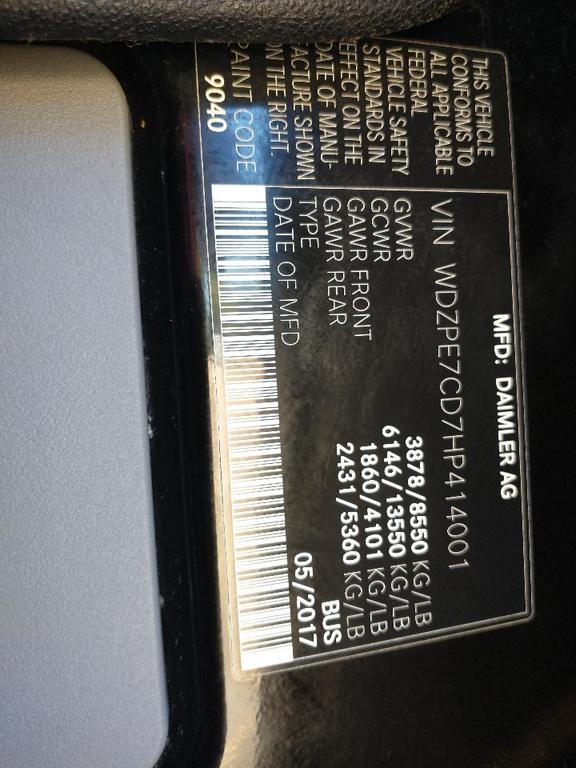 MFD: DAIMLER AG
VIN WDZPE7CD7HP414001
GVWR 3878/8550 KG/LB
GCWR 6146/13550 KG/LB
GAWR FRONT 1860/4101 KG/LB
GAWR REAR 2431/5360 KG/LB
TYPE BUS
DATE OF MFD 05/2017
THIS VEHICLE
CONFORMS TO
ALL APPLICABLE
FEDERAL
VEHICLE SAFETY
STANDARDS IN
EFFECT ON THE
DATE OF MANU-
FACTURE SHOWN
ON THE RIGHT.
PAINT CODE
9040